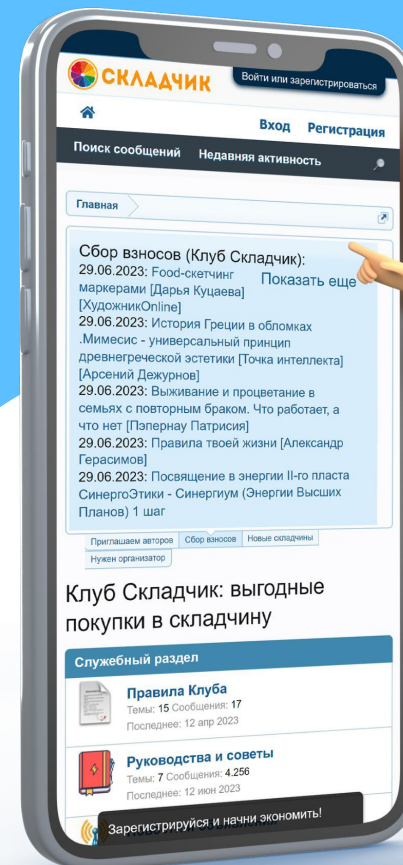 СКЛАДЧИК
Войти или зарегистрироваться
Вход Регистрация
Поиск сообщений Недавняя активность
Главная
Сбор взносов (Клуб Складчик):
29.06.2023: Food-скетчинг Показать еще
маркерами [Дарья Куцаева]
[ХудожникOnline]
29.06.2023: История Греции в обломках
.Мимесис - универсальный принцип
древнегреческой эстетики [Точка интеллекта]
[Арсений Дежурнов]
29.06.2023: Выживание и процветание в
семьях с повторным браком. Что работает, а
что нет [Пэпернау Патрисия]
29.06.2023: Правила твоей жизни [Александр
Герасимов]
29.06.2023: Посвящение в энергии II-го пласта
СинергоЭтики - Синергиум (Энергии Высших
Планов) 1 шаг
Приглашаем авторов Сбор взносов Новые складчины
Нужен организатор
Клуб Складчик: выгодные
покупки в складчину
Служебный раздел
Правила Клуба
Темы: 15 Сообщения: 17
Последнее: 12 апр 2023
Руководства и советы
Темы: 7 Сообщения: 4.256
Последнее: 12 июн 2023
Зарегистрируйся и начни экономить!